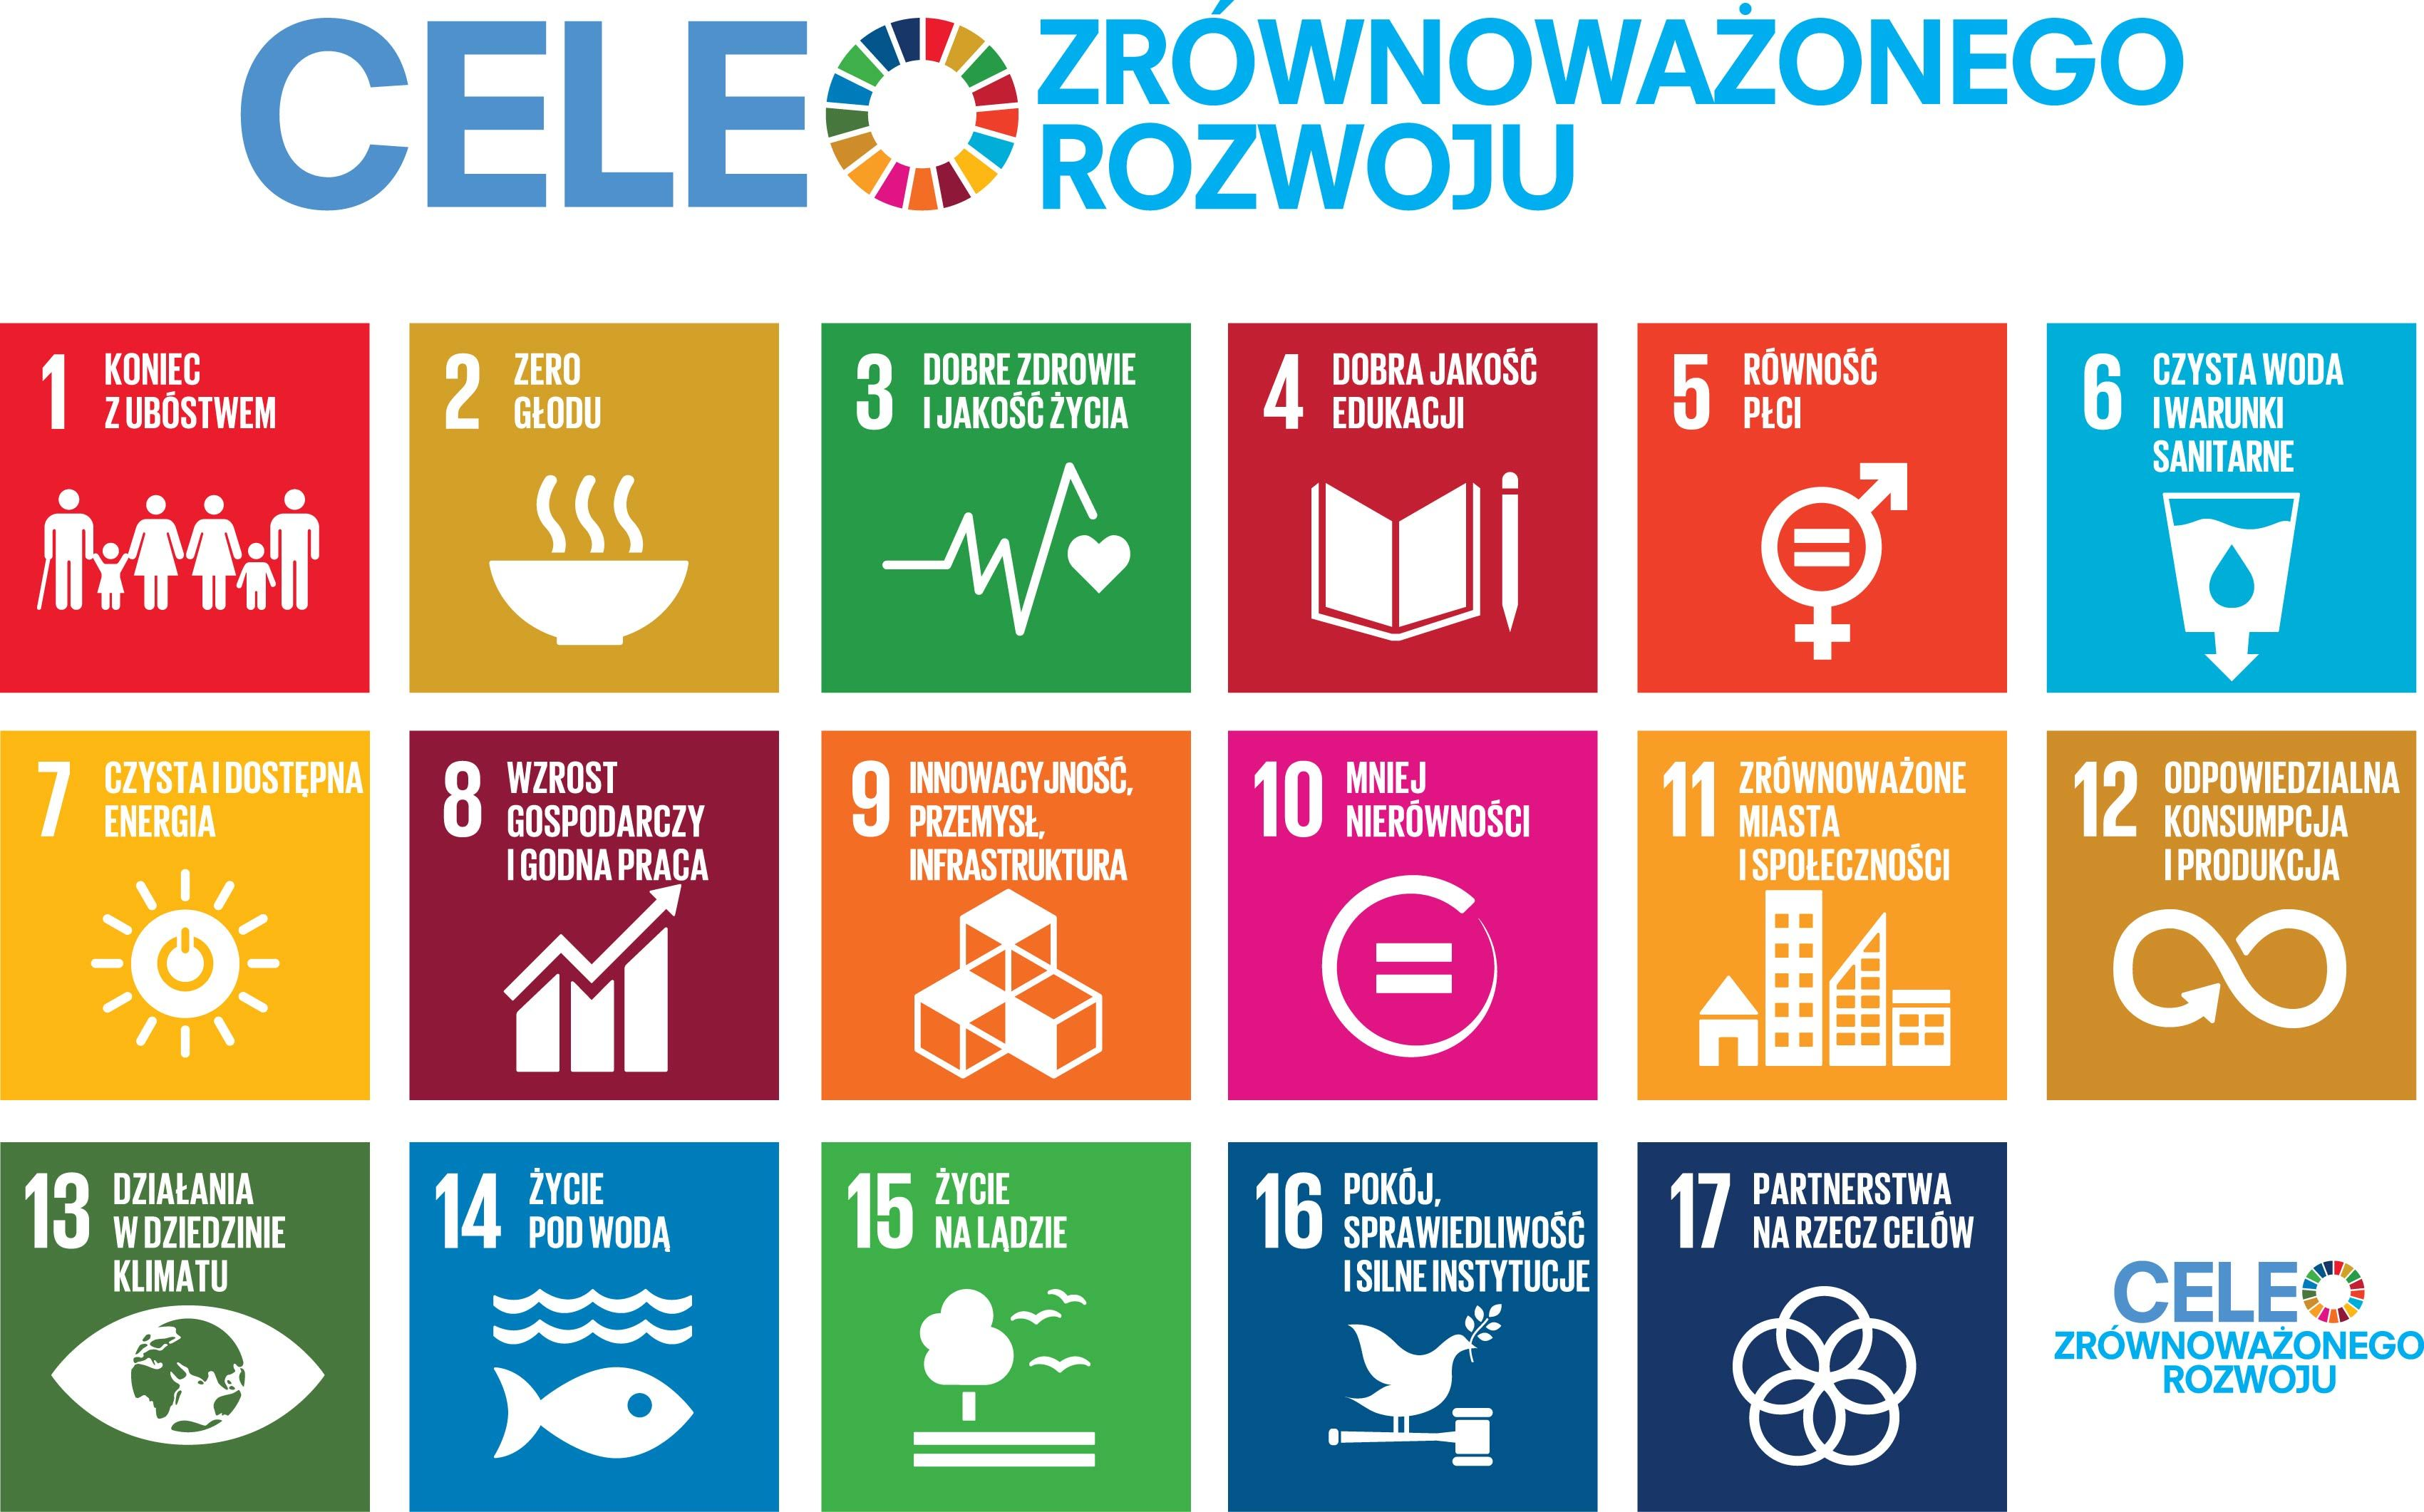 CELE
ZRÓWNOWAŻONEGO
ROZWOJU
1
KONIEC
Z UBÓSTWEM
2
ZERO
GŁODU
3
DOBRE ZDROWIE
I JAKOŚĆ ŻYCIA
4
DOBRA JAKOŚĆ
EDUKACJI
5
RÓWNOŚĆ
PŁCI
6
CZYSTA WODA
I WARUNKI
SANITARNE
7
CZYSTA I DOSTĘPNA
ENERGIA
8
WZROST
GOSPODARCZY
I GODNA PRACA
9
INNOWACYJNOŚĆ,
PRZEMYSŁ,
INFRASTRUKTURA
10
MNIEJ
NIERÓWNOŚCI
11
ZRÓWNOWAŻONE
MIASTA
I SPOŁECZNOŚCI
12
ODPOWIEDZIALNA
KONSUMPCJA
I PRODUKCJA
13
DZIAŁANIA
W DZIEDZINIE
KLIMATU
14
ŻYCIE
POD WODĄ
15
ŻYCIE
NA LĄDZIE
16
POKÓJ,
SPRAWIEDLIWOŚĆ
I SILNE INSTYTUCJE
17
PARTNERSTWA
NA RZECZ CELÓW
CELE
ZRÓWNOWAŻONEGO
ROZWOJU